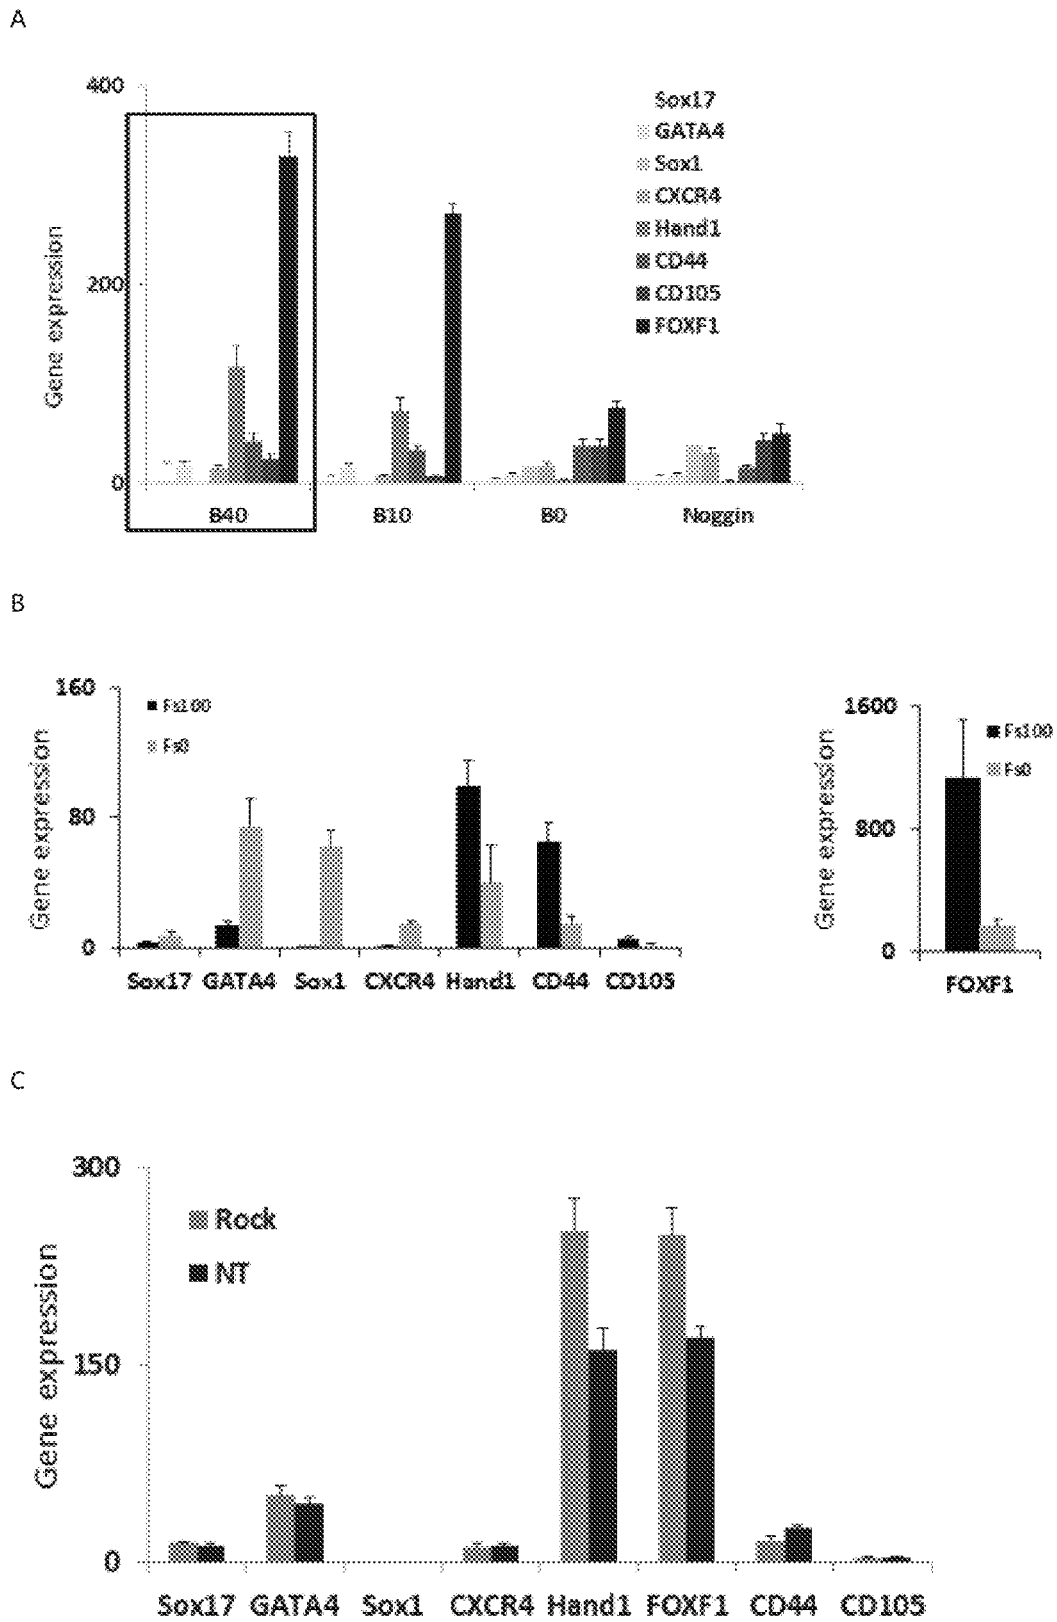 A
400
200
0
Gene expression
Sox17
GATA4
Sox1
CXCR4
Hand1
CD44
CD105
FOXF1
B40 B10 B0 Noggin
B
160
80
0
Gene expression
Fs100
Fs0
Sox17 GATA4 Sox1 CXCR4 Hand1 CD44 CD105
1600
800
0
Gene expression
Fs100
Fs0
FOXF1
C
300
150
0
Gene expression
Rock
NT
Sox17 GATA4 Sox1 CXCR4 Hand1 FOXF1 CD44 CD105